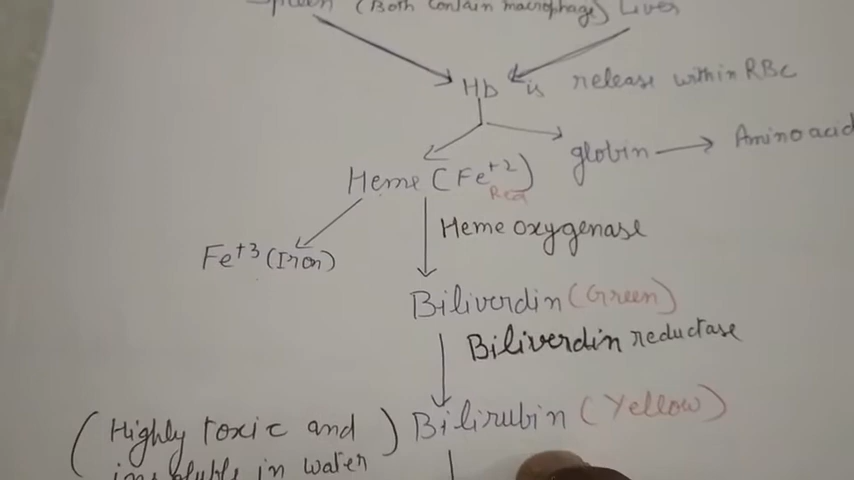 Spleen (Both contain macrophage) Liver
Hb is release within RBC
globin → Amino acid
Heme (Fe+2)
Red
Heme oxygenase
Fe+3 (Iron)
Biliverdin (Green)
Biliverdin reductase
(Highly toxic and insoluble in water) Bilirubin (Yellow)